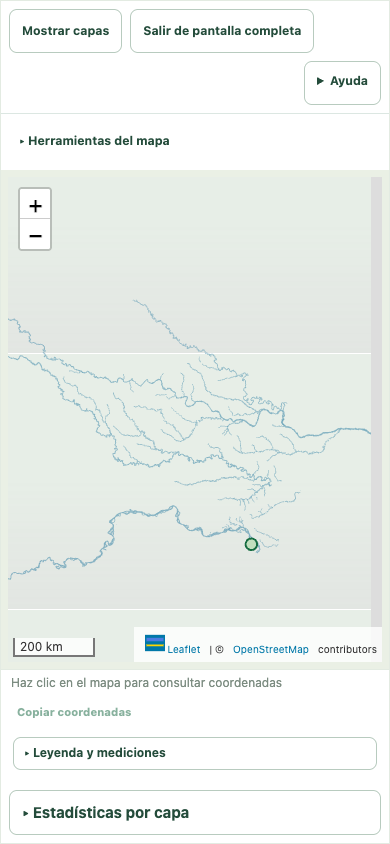 Mostrar capas
Salir de pantalla completa
▶ Ayuda
▸ Herramientas del mapa
+
−
200 km
Leaflet | © OpenStreetMap contributors
Haz clic en el mapa para consultar coordenadas
Copiar coordenadas
▸ Leyenda y mediciones
▸ Estadísticas por capa